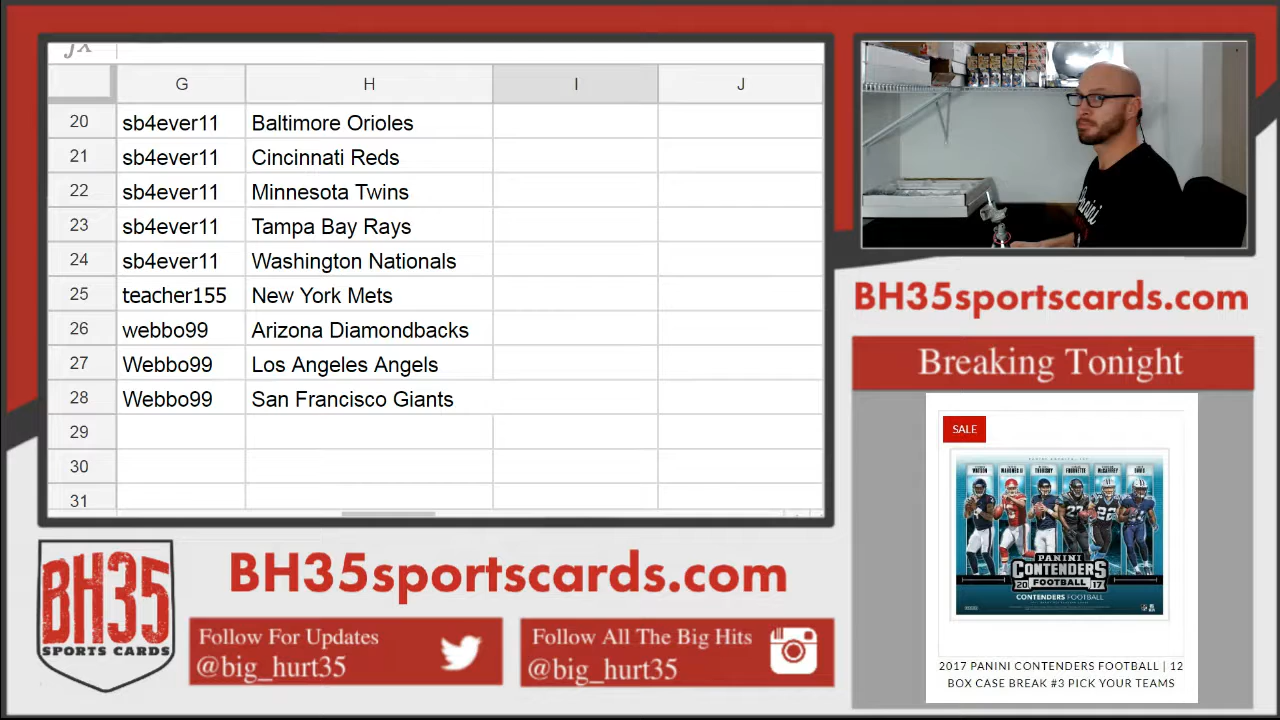 fx
G H I J
20 sb4ever11 Baltimore Orioles
21 sb4ever11 Cincinnati Reds
22 sb4ever11 Minnesota Twins
23 sb4ever11 Tampa Bay Rays
24 sb4ever11 Washington Nationals
25 teacher155 New York Mets
26 webbo99 Arizona Diamondbacks
27 Webbo99 Los Angeles Angels
28 Webbo99 San Francisco Giants
29
30
31
Panini
BH35sportscards.com
Breaking Tonight
SALE
PANINI
CONTENDERS
20 FOOTBALL 17
CONTENDERS FOOTBALL
2017 PANINI CONTENDERS FOOTBALL | 12
BOX CASE BREAK #3 PICK YOUR TEAMS
BH35
SPORTS CARDS
BH35sportscards.com
Follow For Updates
@big_hurt35
Follow All The Big Hits
@big_hurt35